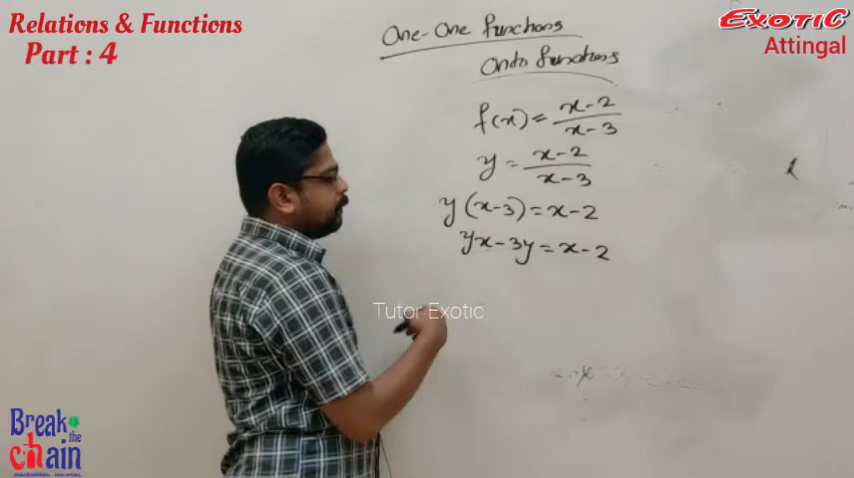 Relations & Functions
Part : 4
EXOTIC
Attingal
One-One functions
Onto functions
f(x) = x-2 / x-3
y = x-2 / x-3
y(x-3) = x-2
yx-3y = x-2
Tutor Exotic
Break
the
chain